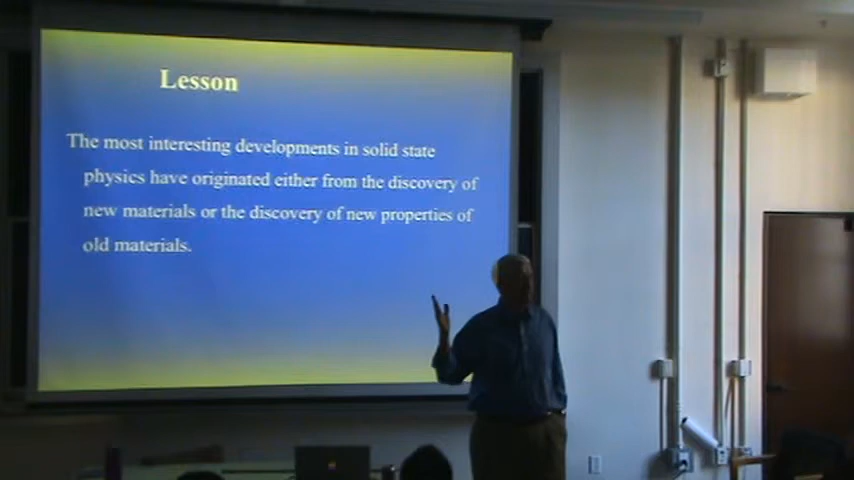 Lesson
The most interesting developments in solid state
physics have originated either from the discovery of
new materials or the discovery of new properties of
old materials.